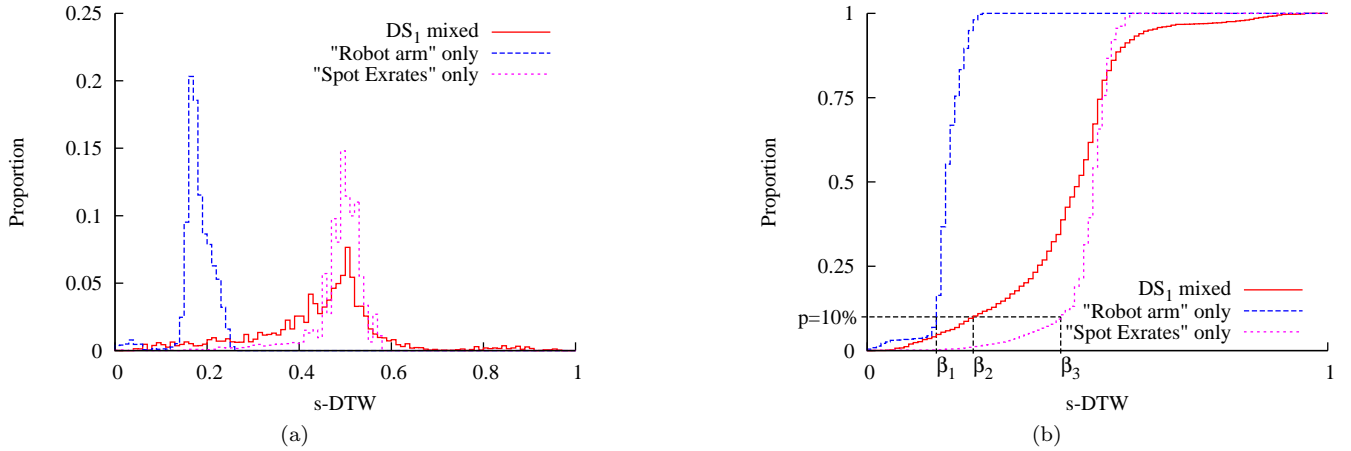 0.25
0.20
0.15
0.1
0.05
0
Proportion
DS₁ mixed
"Robot arm" only
"Spot Exrates" only
0 0.2 0.4 0.6 0.8 1
s-DTW
(a)
1
0.75
0.5
0.25
p=10%
0
Proportion
DS₁ mixed
"Robot arm" only
"Spot Exrates" only
0 β₁ β₂ β₃ 1
s-DTW
(b)